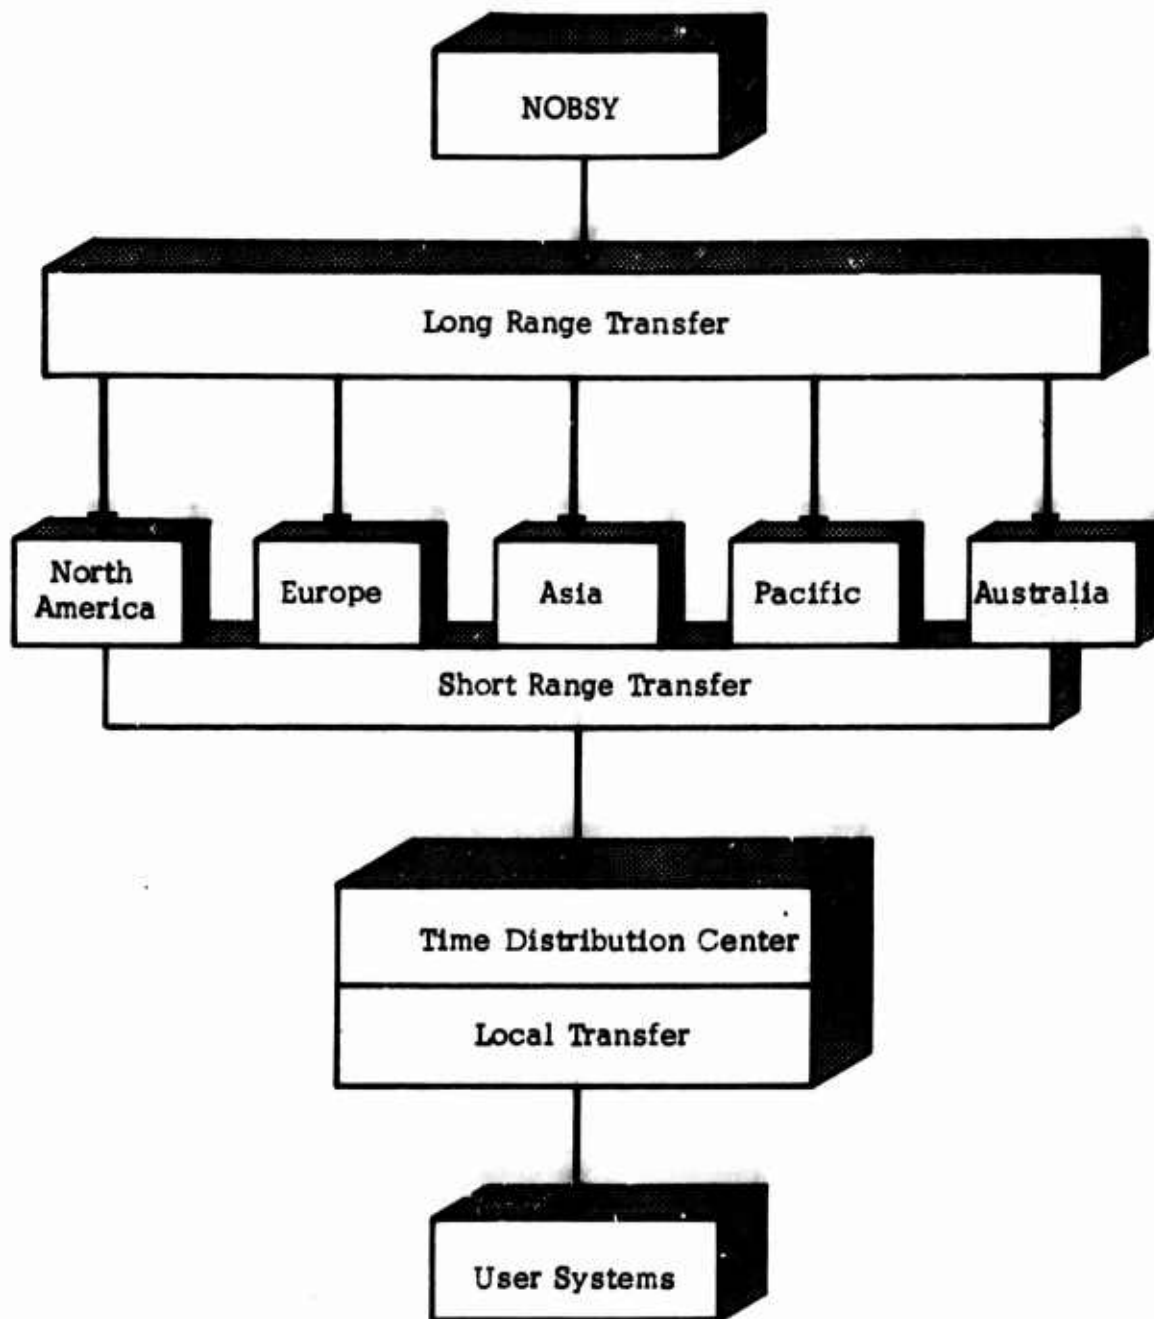 NOBSY
Long Range Transfer
North
America
Europe
Asia
Pacific
Australia
Short Range Transfer
Time Distribution Center
Local Transfer
User Systems